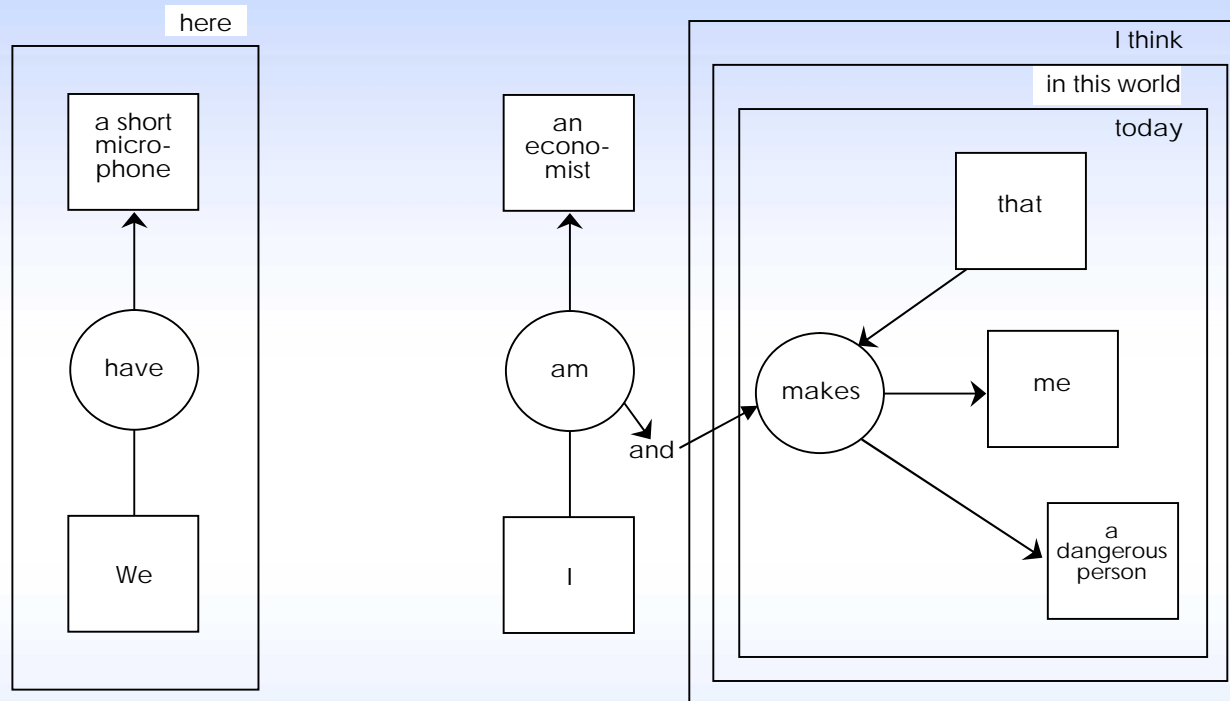 here
a short
micro-
phone
have
We
an
econo-
mist
am
and
I
I think
in this world
today
that
makes
me
a
dangerous
person